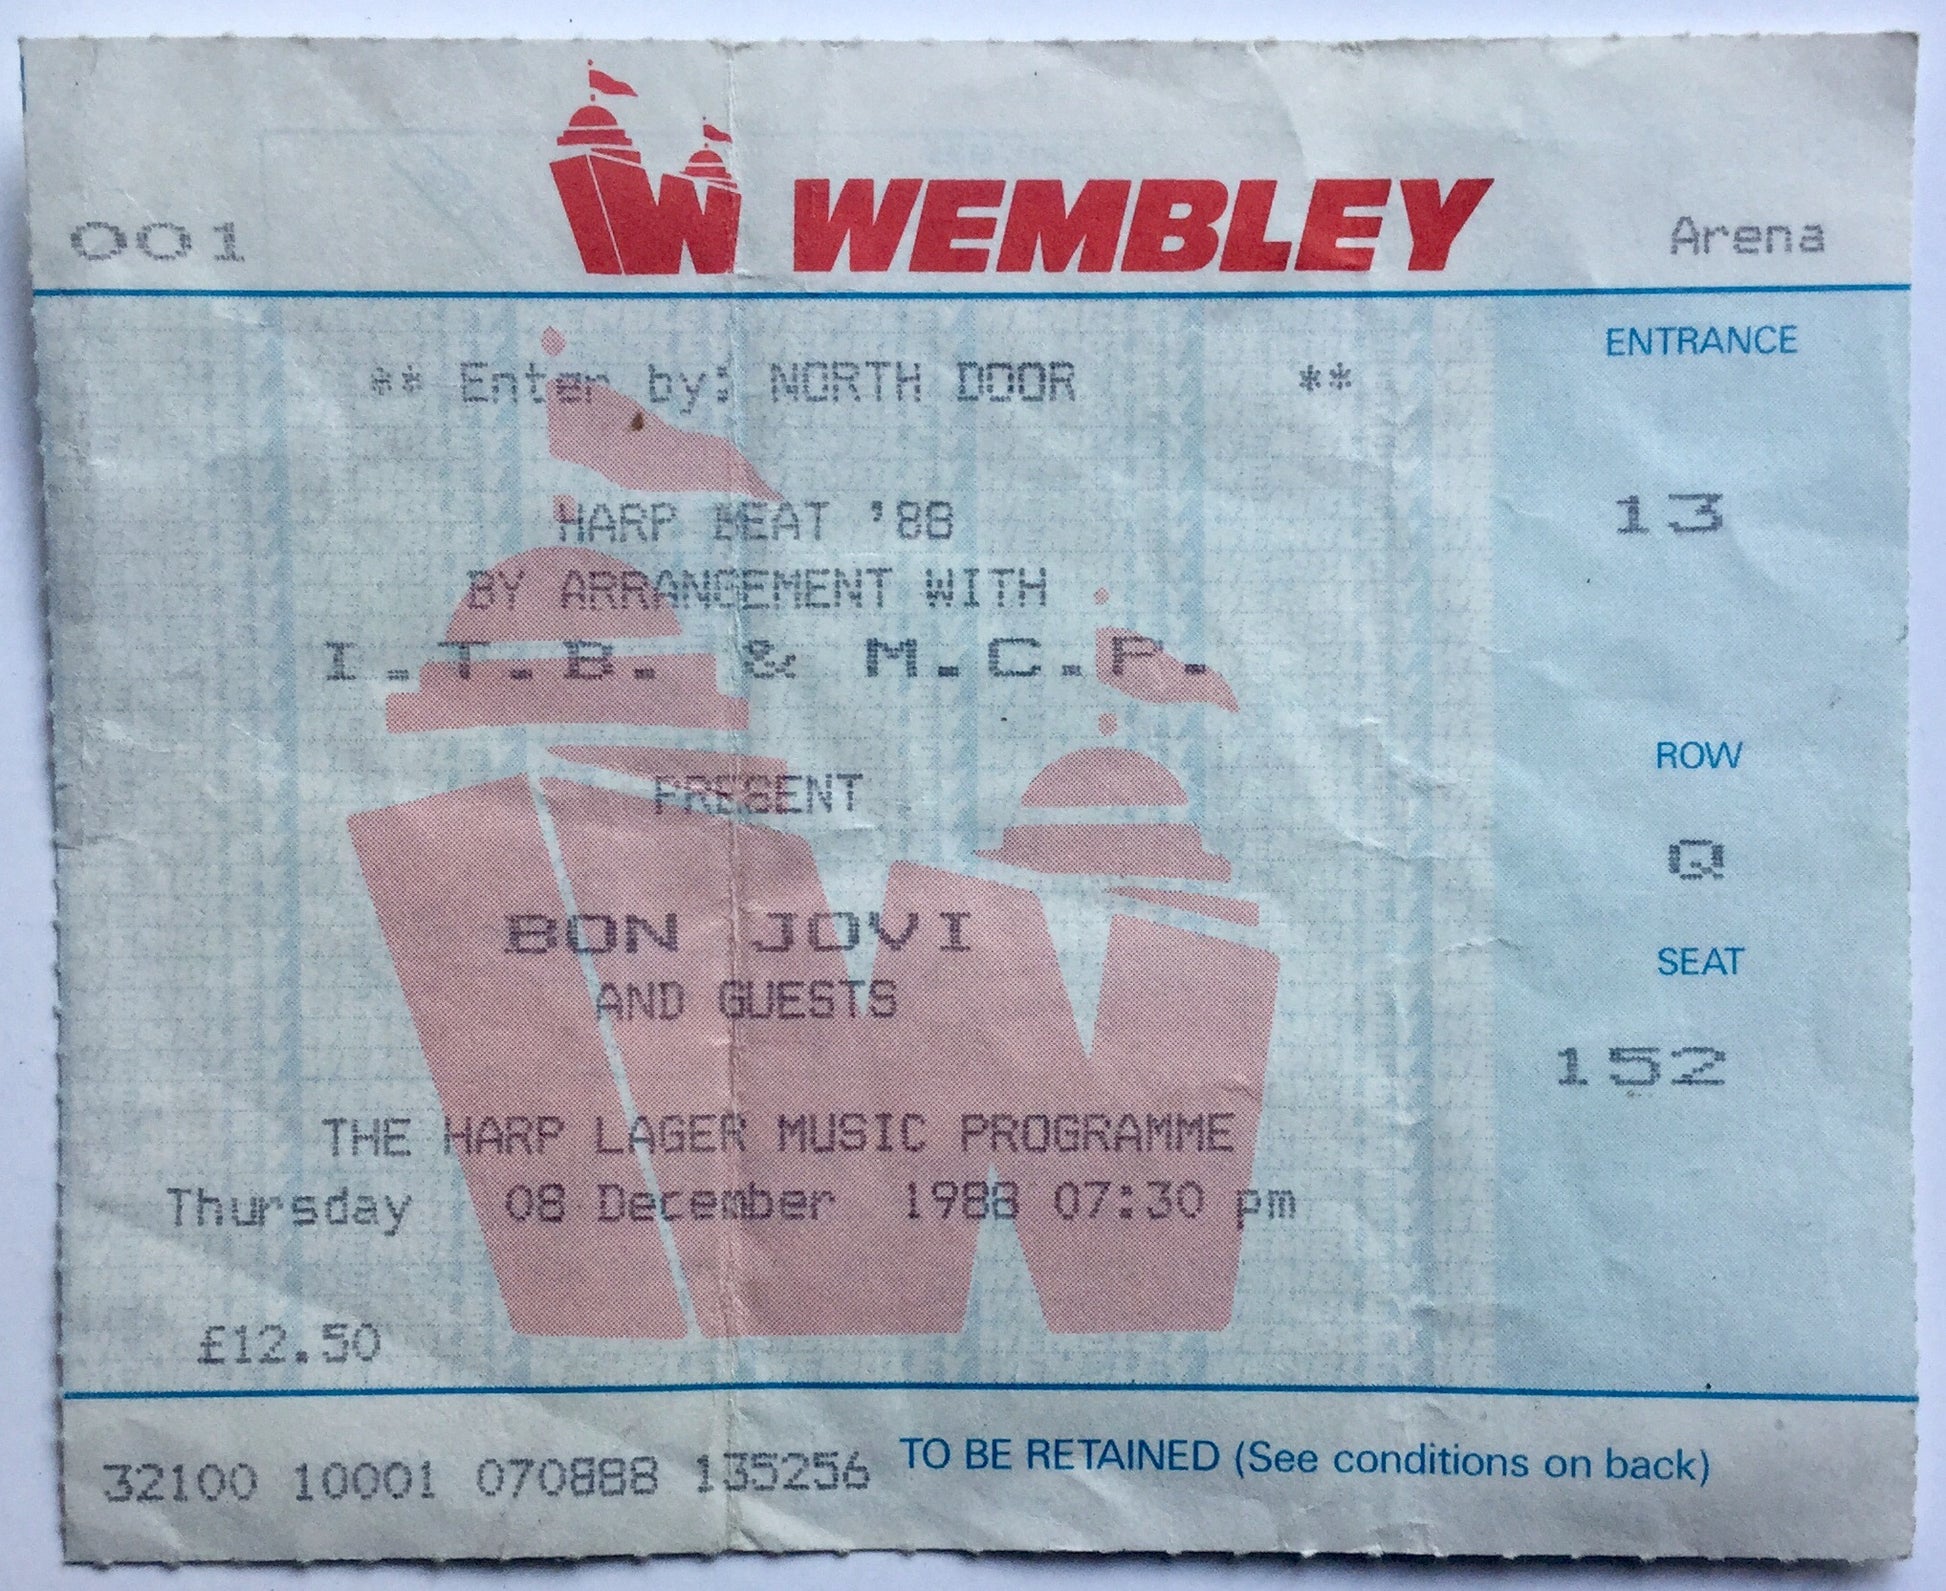 WEMBLEY
001
Arena
** Enter by: NORTH DOOR **
ENTRANCE
13
HARP BEAT '88
BY ARRANGEMENT WITH
I.T.B. & M.C.P.
PRESENT
ROW
Q
BON JOVI
AND GUESTS
SEAT
152
THE HARP LAGER MUSIC PROGRAMME
Thursday 08 December 1988 07:30 pm
£12.50
32100 10001 070888 135256
TO BE RETAINED (See conditions on back)